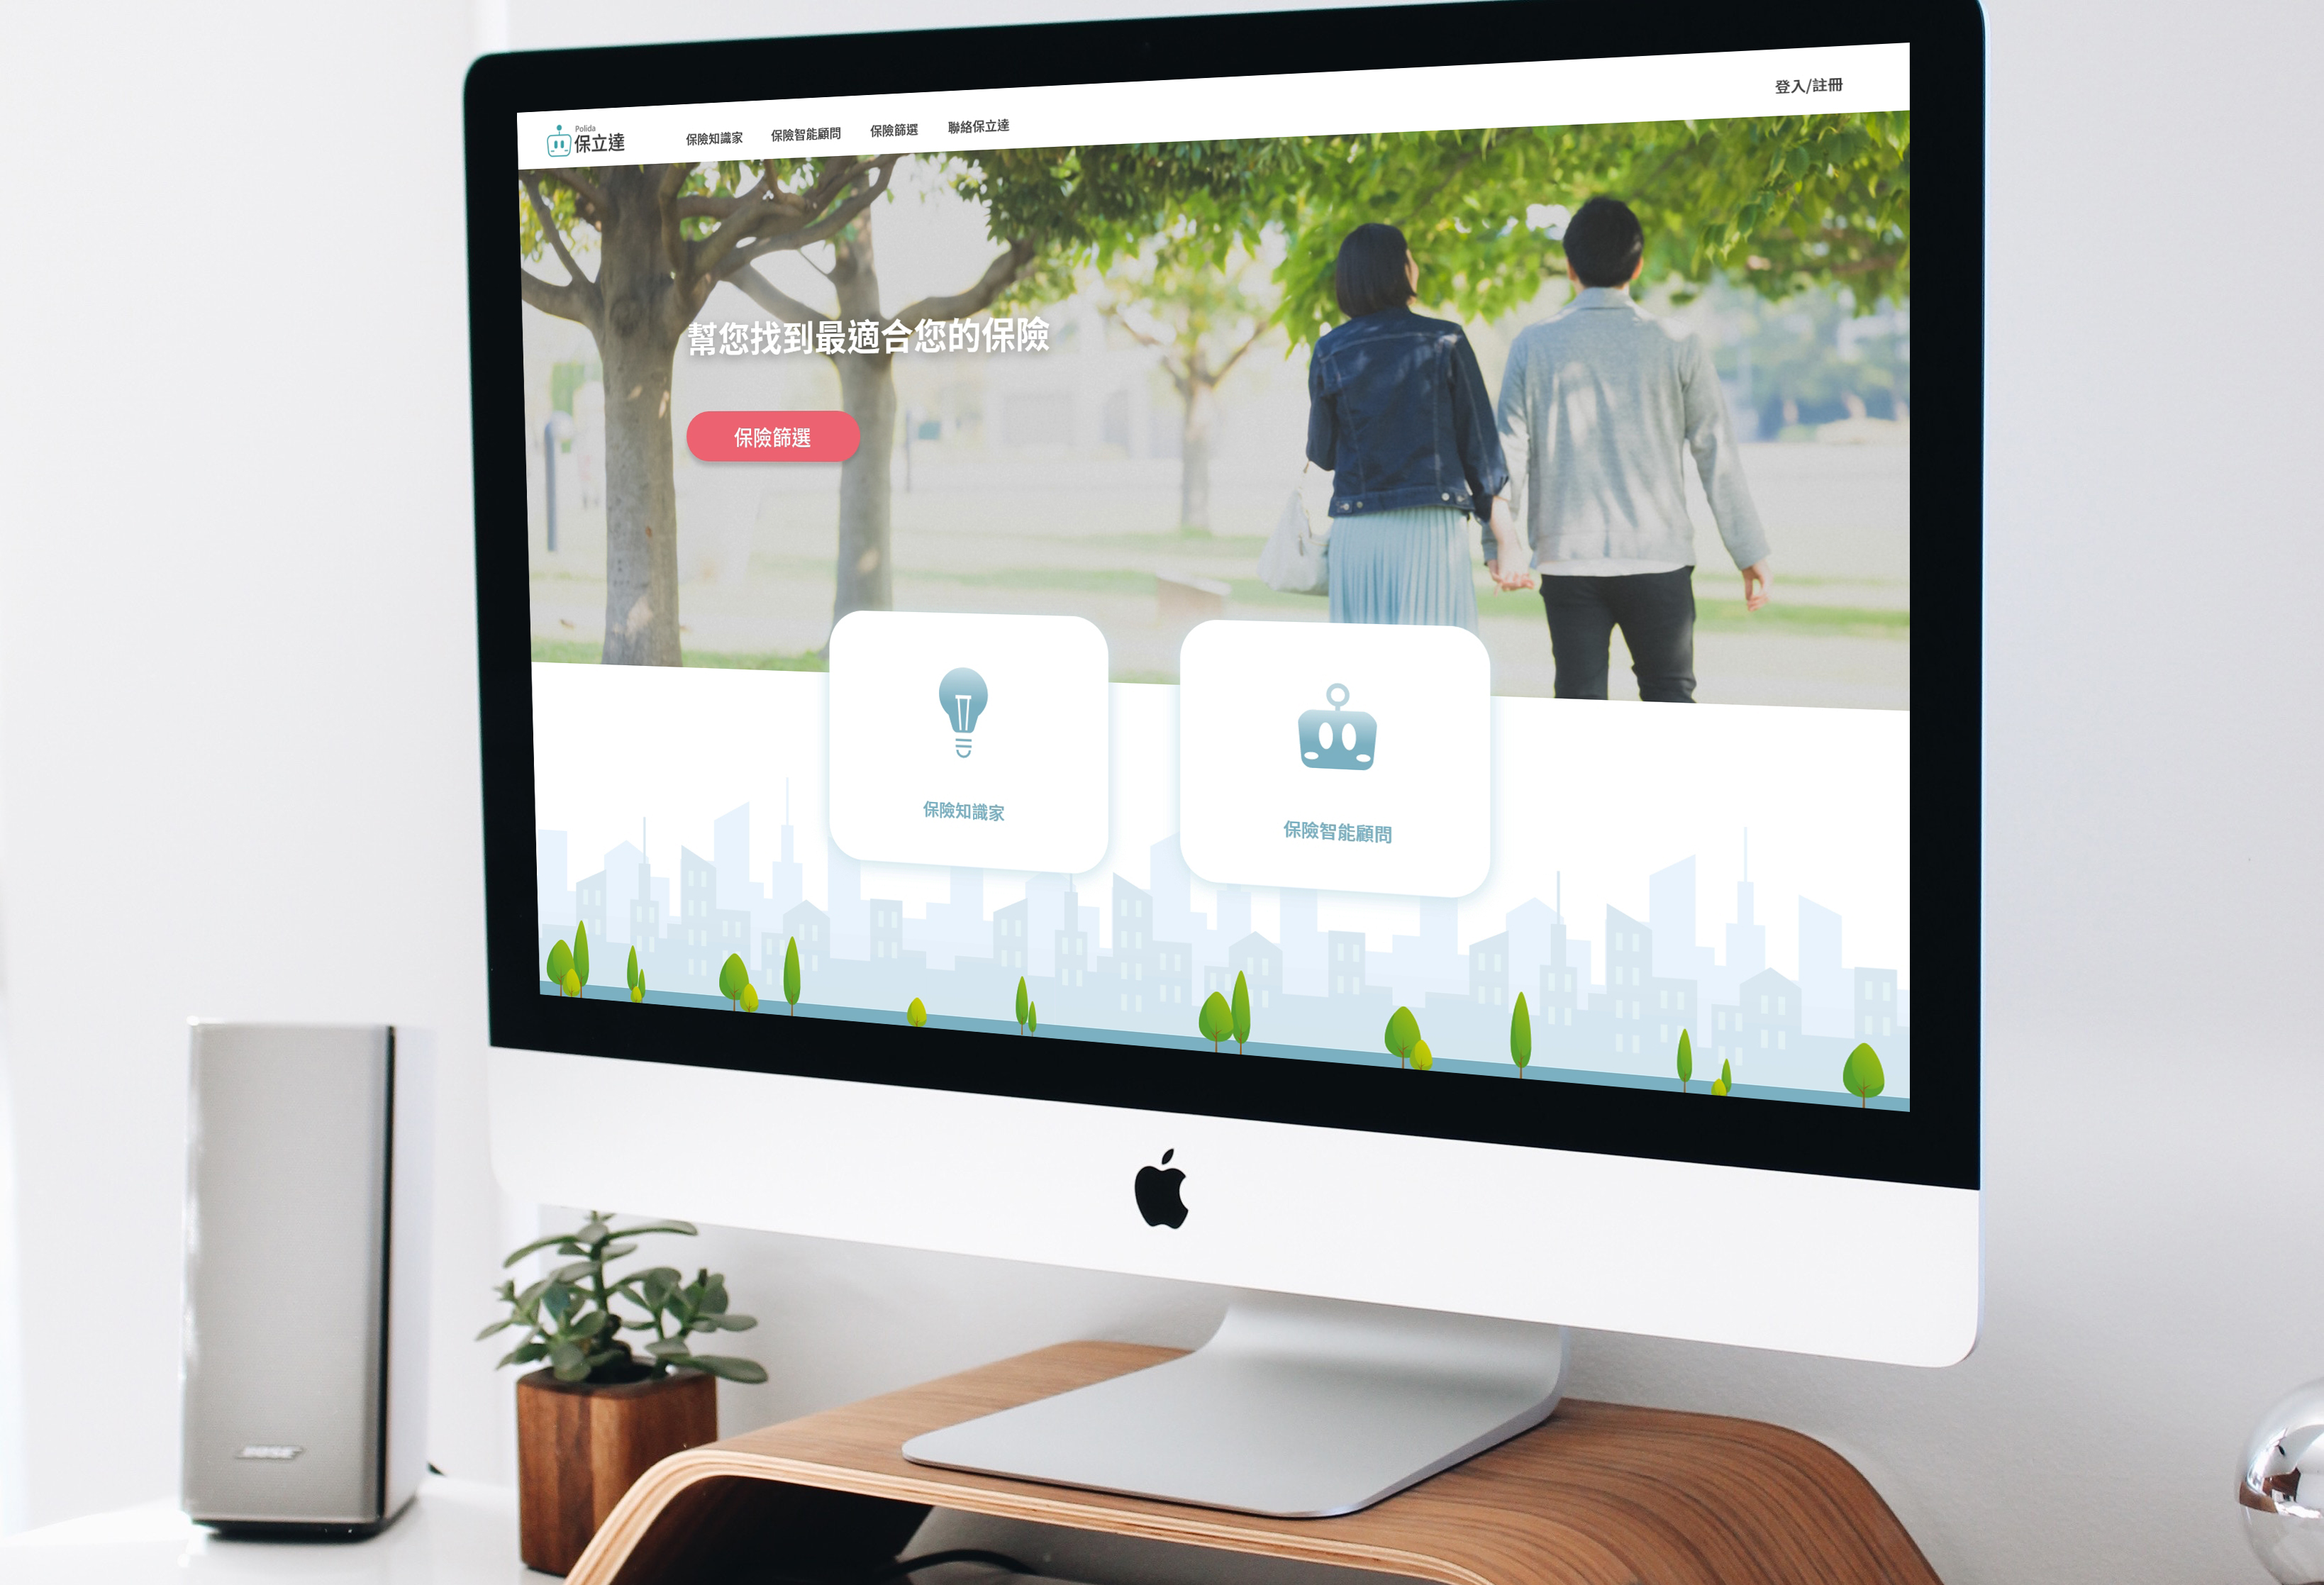 Polida
保立達
保險知識家 保險智能顧問 保險篩選 聯絡保立達 登入/註冊
幫您找到最適合您的保險
保險篩選
保險知識家 保險智能顧問
BOSE